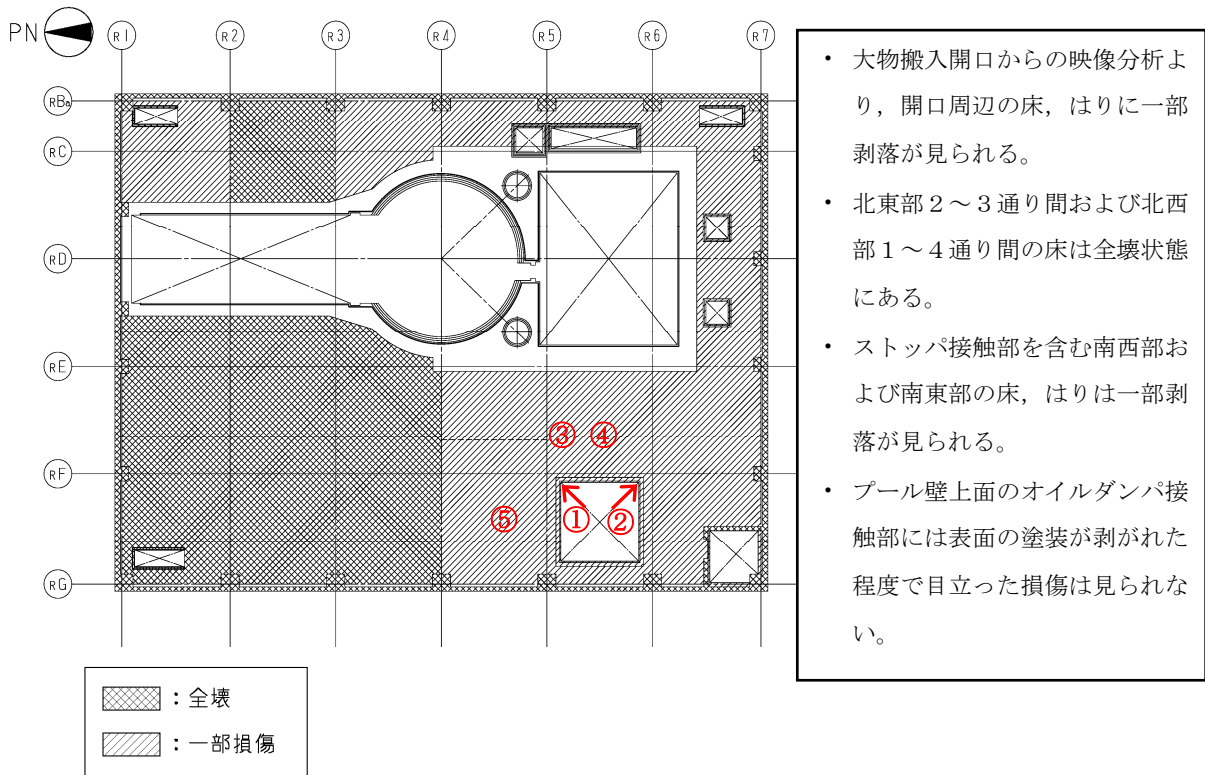 PN
R1 R2 R3 R4 R5 R6 R7
RBa
RC
RD
RE
RF
RG
③ ④
⑤ ① ②
：全壊
：一部損傷
・ 大物搬入開口からの映像分析よ
り，開口周辺の床，はりに一部
剥落が見られる。
・ 北東部２～３通り間および北西
部１～４通り間の床は全壊状態
にある。
・ ストッパ接触部を含む南西部お
よび南東部の床，はりは一部剥
落が見られる。
・ プール壁上面のオイルダンパ接
触部には表面の塗装が剥がれた
程度で目立った損傷は見られな
い。